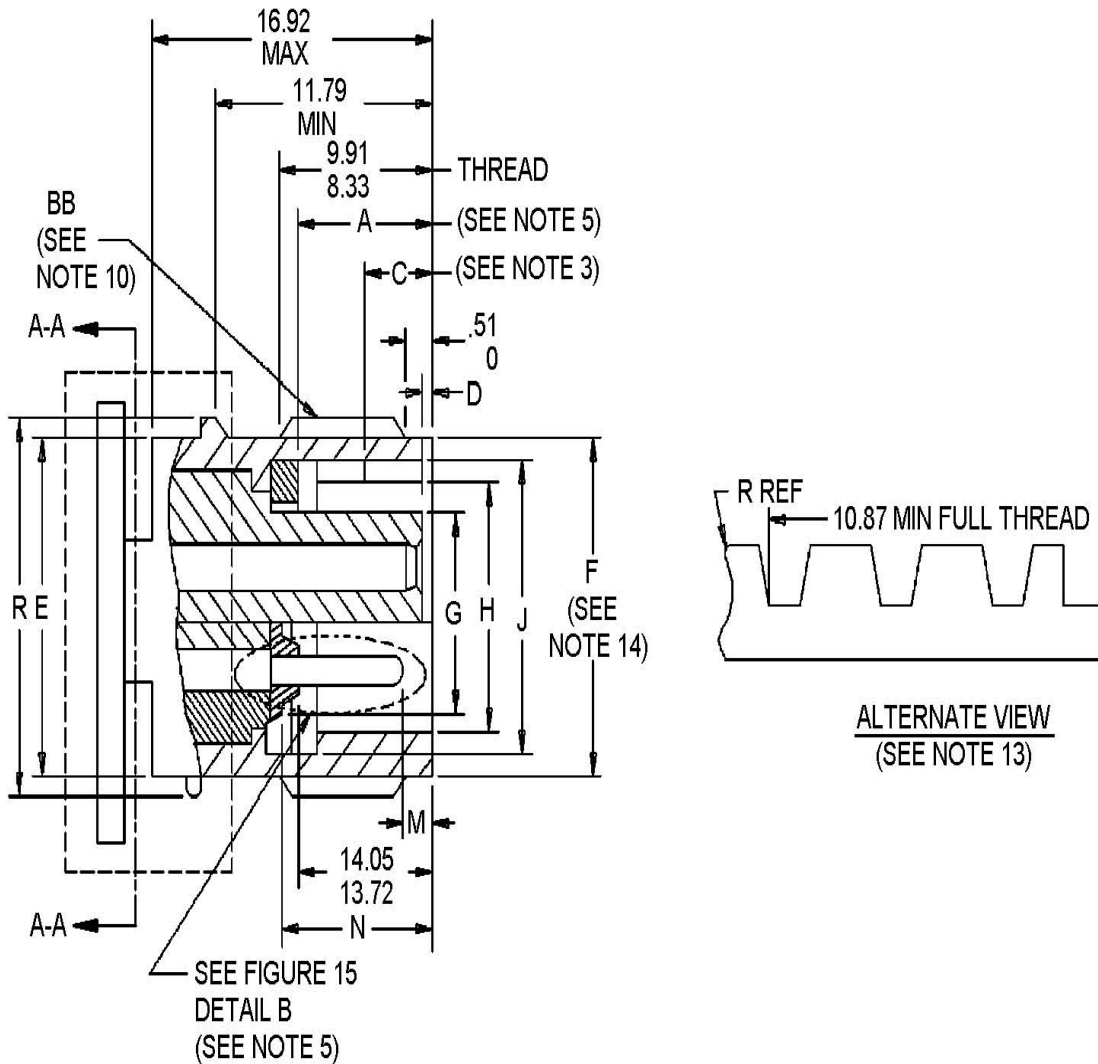 16.92
MAX
11.79
MIN
9.91
8.33
THREAD
A
(SEE NOTE 5)
C
(SEE NOTE 3)
.51
0
D
BB
(SEE
NOTE 10)
A-A
R
E
G
H
J
F
(SEE
NOTE 14)
M
14.05
13.72
N
A-A
SEE FIGURE 15
DETAIL B
(SEE NOTE 5)
R REF
10.87 MIN FULL THREAD
ALTERNATE VIEW
(SEE NOTE 13)